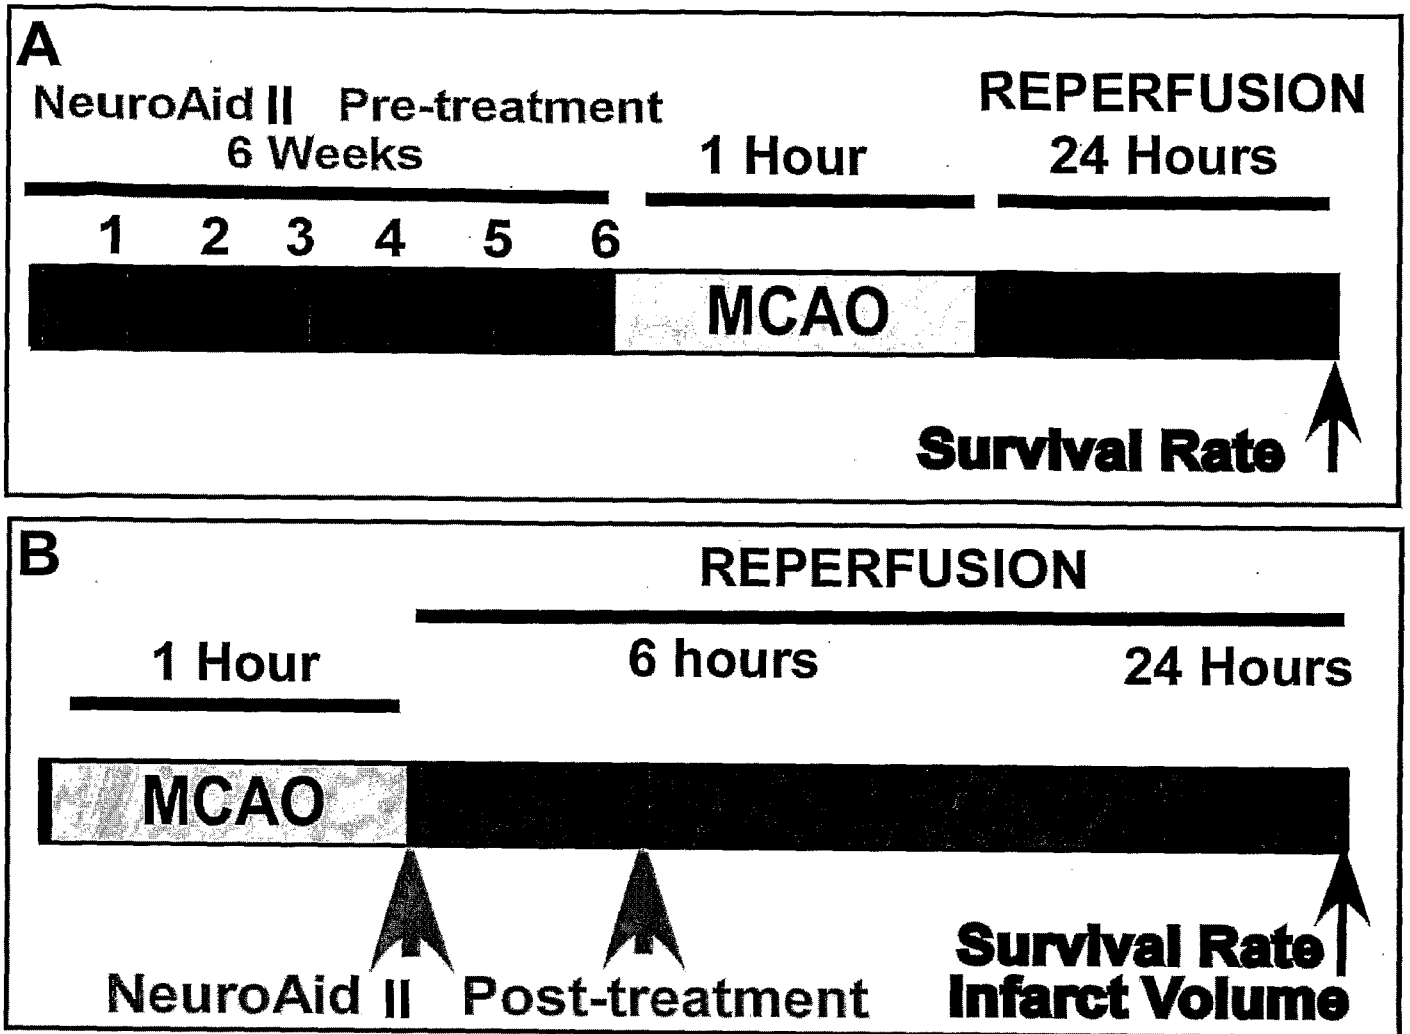 A
NeuroAid II Pre-treatment
6 Weeks
REPERFUSION
1 Hour
24 Hours
1 2 3 4 5 6
MCAO
Survival Rate
B
REPERFUSION
1 Hour
6 hours
24 Hours
MCAO
NeuroAid II Post-treatment
Survival Rate
Infarct Volume